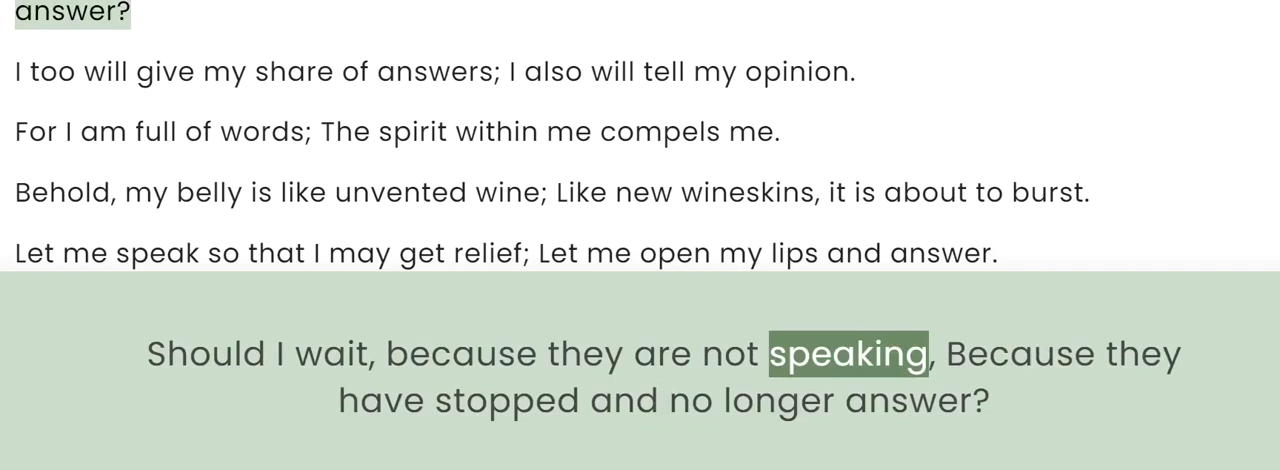 answer?
I too will give my share of answers; I also will tell my opinion.
For I am full of words; The spirit within me compels me.
Behold, my belly is like unvented wine; Like new wineskins, it is about to burst.
Let me speak so that I may get relief; Let me open my lips and answer.
Should I wait, because they are not speaking, Because they
have stopped and no longer answer?